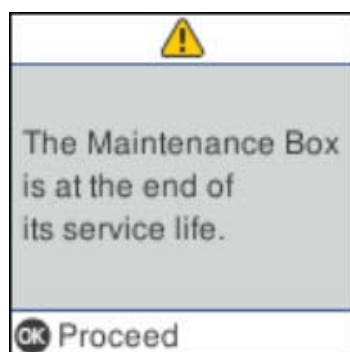 The Maintenance Box
is at the end of
its service life.
OK Proceed